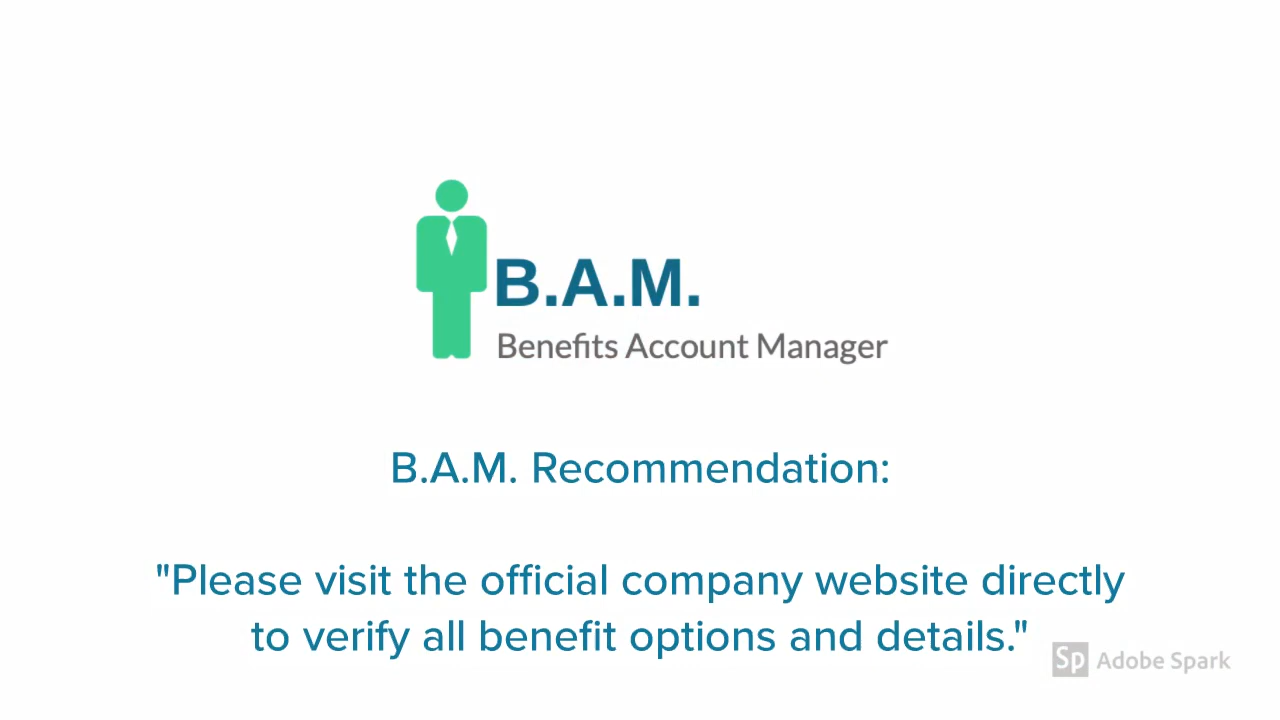 B.A.M.
Benefits Account Manager
B.A.M. Recommendation:
"Please visit the official company website directly
to verify all benefit options and details."
Sp Adobe Spark